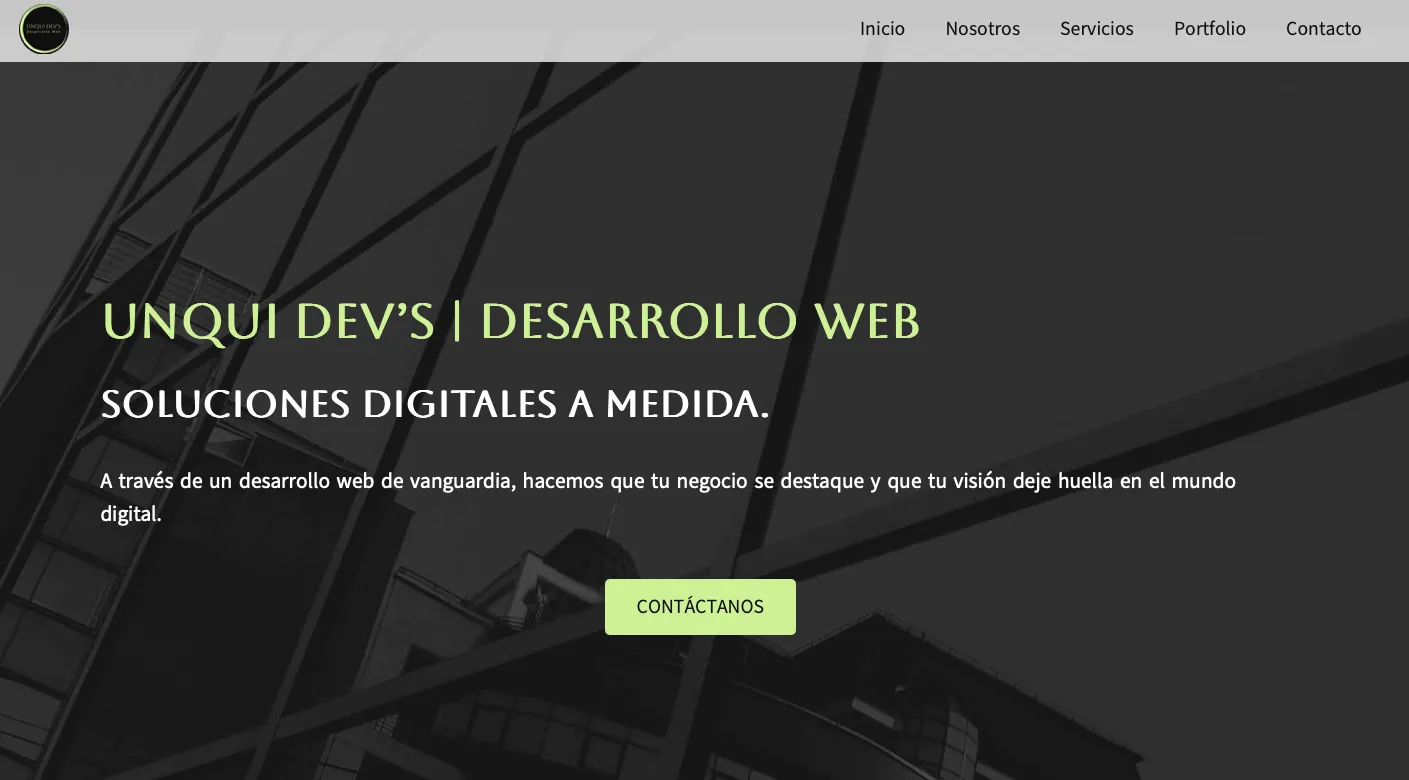 UNQUI DEV'S
Desarrollo Web
Inicio Nosotros Servicios Portfolio Contacto
UNQUI DEV’S | DESARROLLO WEB
SOLUCIONES DIGITALES A MEDIDA.
A través de un desarrollo web de vanguardia, hacemos que tu negocio se destaque y que tu visión deje huella en el mundo
digital.
CONTÁCTANOS